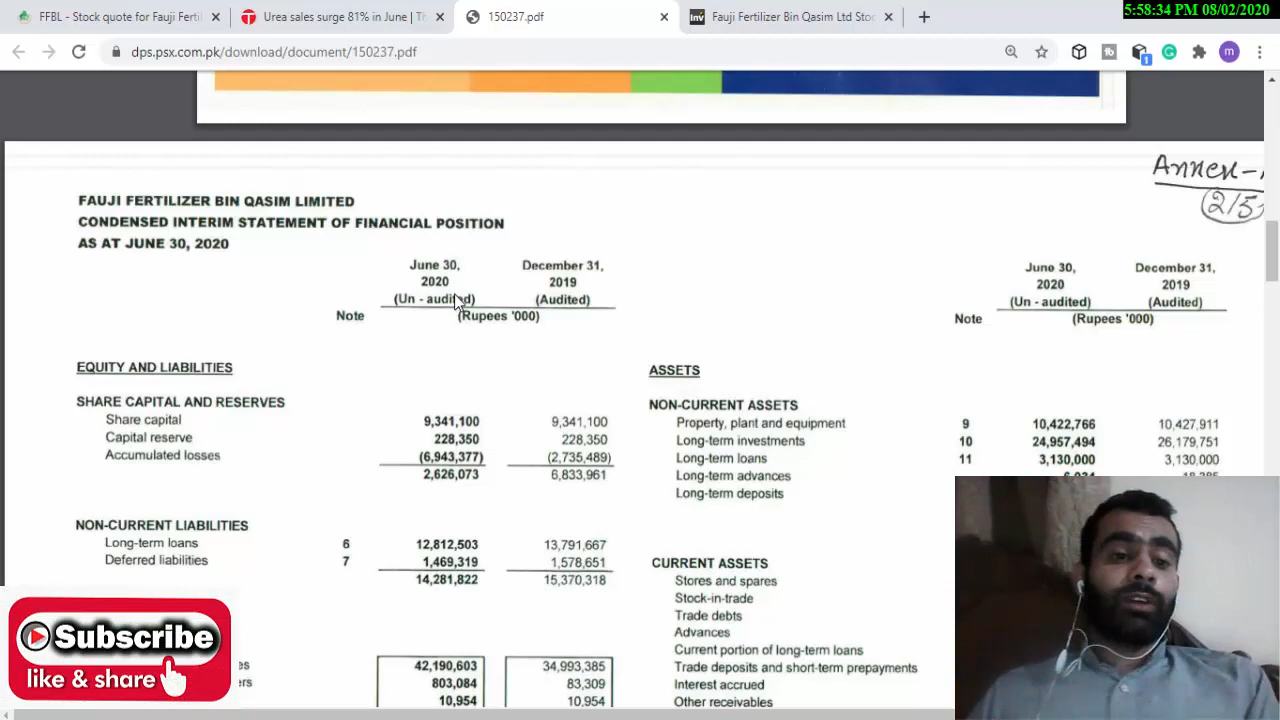 5:58:34 PM 08/02/2020
FFBL - Stock quote for Fauji Fertil
Urea sales surge 81% in June | Th
150237.pdf
Fauji Fertilizer Bin Qasim Ltd Stoc
dps.psx.com.pk/download/document/150237.pdf
Annex-
2/5
FAUJI FERTILIZER BIN QASIM LIMITED
CONDENSED INTERIM STATEMENT OF FINANCIAL POSITION
AS AT JUNE 30, 2020
June 30, December 31, June 30, December 31,
2020 2019 2020 2019
(Un - audited) (Audited) (Un - audited) (Audited)
Note (Rupees '000) Note (Rupees '000)
EQUITY AND LIABILITIES ASSETS
SHARE CAPITAL AND RESERVES NON-CURRENT ASSETS
Share capital 9,341,100 9,341,100 Property, plant and equipment 9 10,422,766 10,427,911
Capital reserve 228,350 228,350 Long-term investments 10 24,957,494 26,179,751
Accumulated losses (6,943,377) (2,735,489) Long-term loans 11 3,130,000 3,130,000
2,626,073 6,833,961 Long-term advances
Long-term deposits
NON-CURRENT LIABILITIES
Long-term loans 6 12,812,503 13,791,667 CURRENT ASSETS
Deferred liabilities 7 1,469,319 1,578,651 Stores and spares
14,281,822 15,370,318 Stock-in-trade
Trade debts
Advances
Current portion of long-term loans
42,190,603 34,993,385 Trade deposits and short-term prepayments
803,084 83,309 Interest accrued
10,954 10,954 Other receivables
Subscribe
like & share